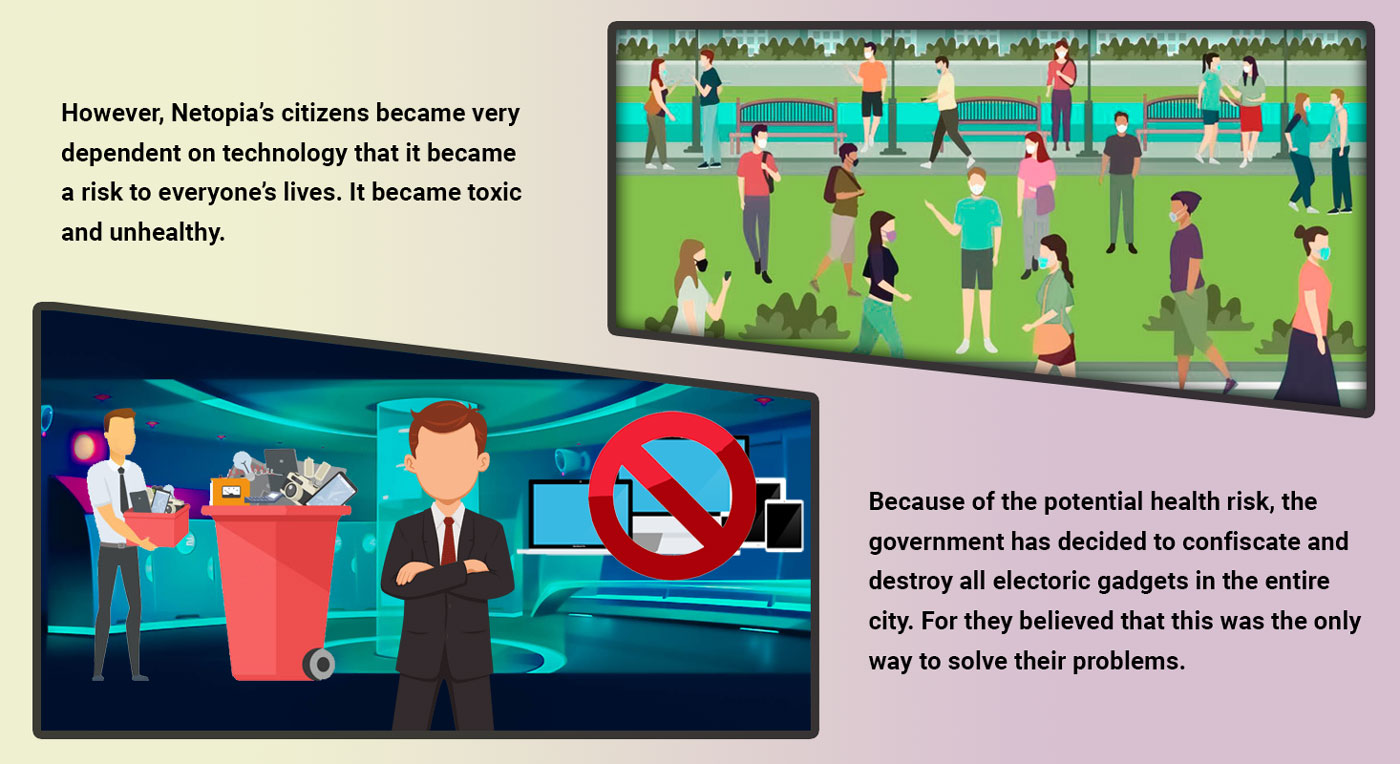 However, Netopia’s citizens became very
dependent on technology that it became
a risk to everyone’s lives. It became toxic
and unhealthy.
Because of the potential health risk, the
government has decided to confiscate and
destroy all electoric gadgets in the entire
city. For they believed that this was the only
way to solve their problems.